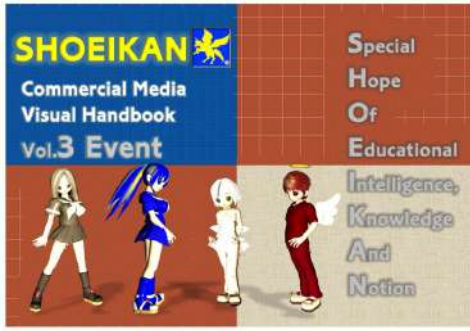 SHOEIKAN
Commercial Media
Visual Handbook
Vol.3 Event
Special
Hope
Of
Educational
Intelligence,
Knowledge
And
Notion